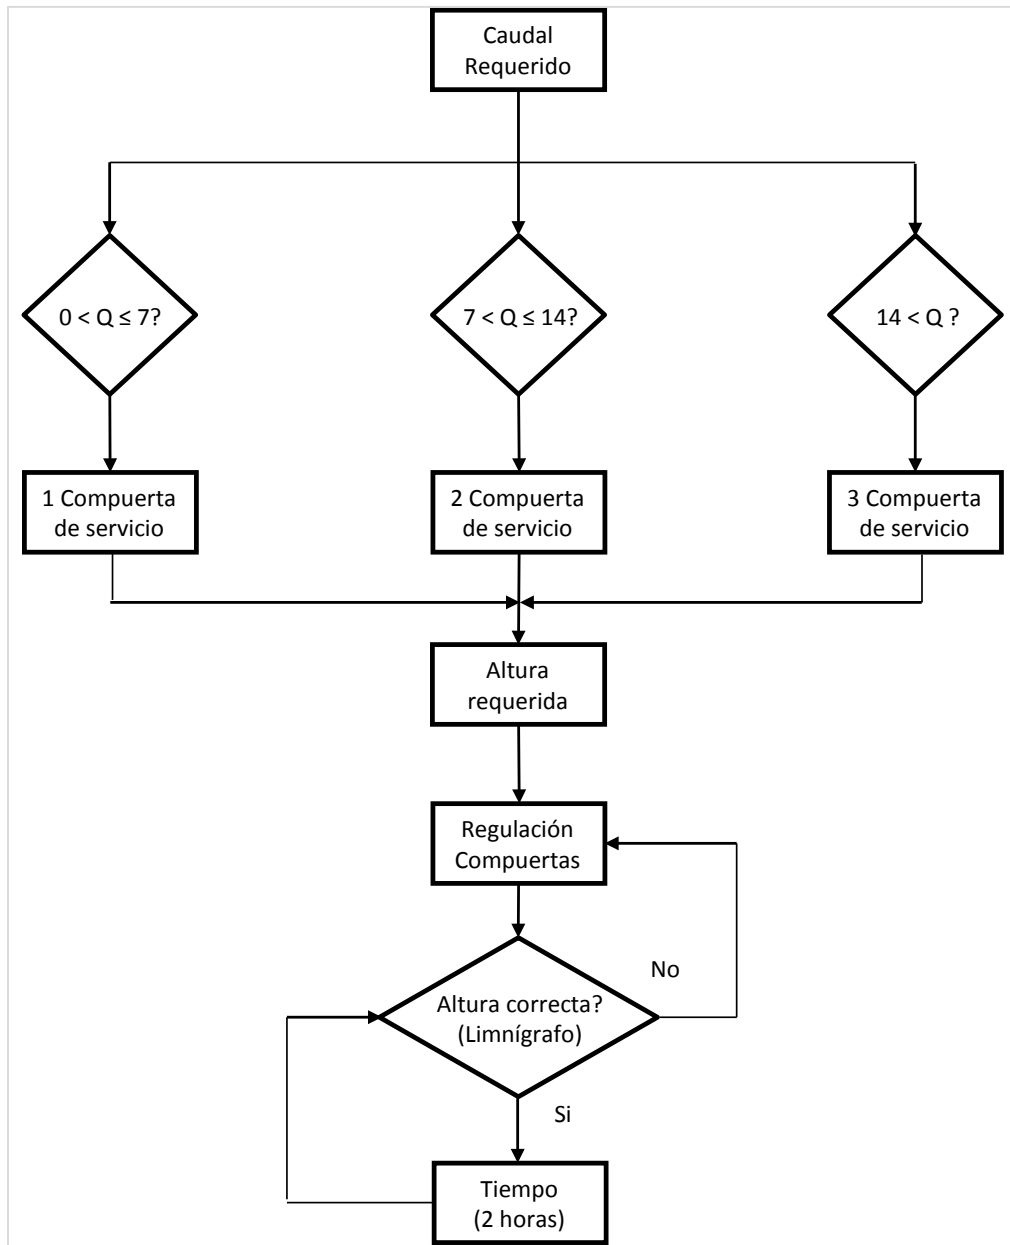 Caudal
Requerido
0 < Q ≤ 7?
7 < Q ≤ 14?
14 < Q ?
1 Compuerta
de servicio
2 Compuerta
de servicio
3 Compuerta
de servicio
Altura
requerida
Regulación
Compuertas
No
Altura correcta?
(Limnígrafo)
Si
Tiempo
(2 horas)